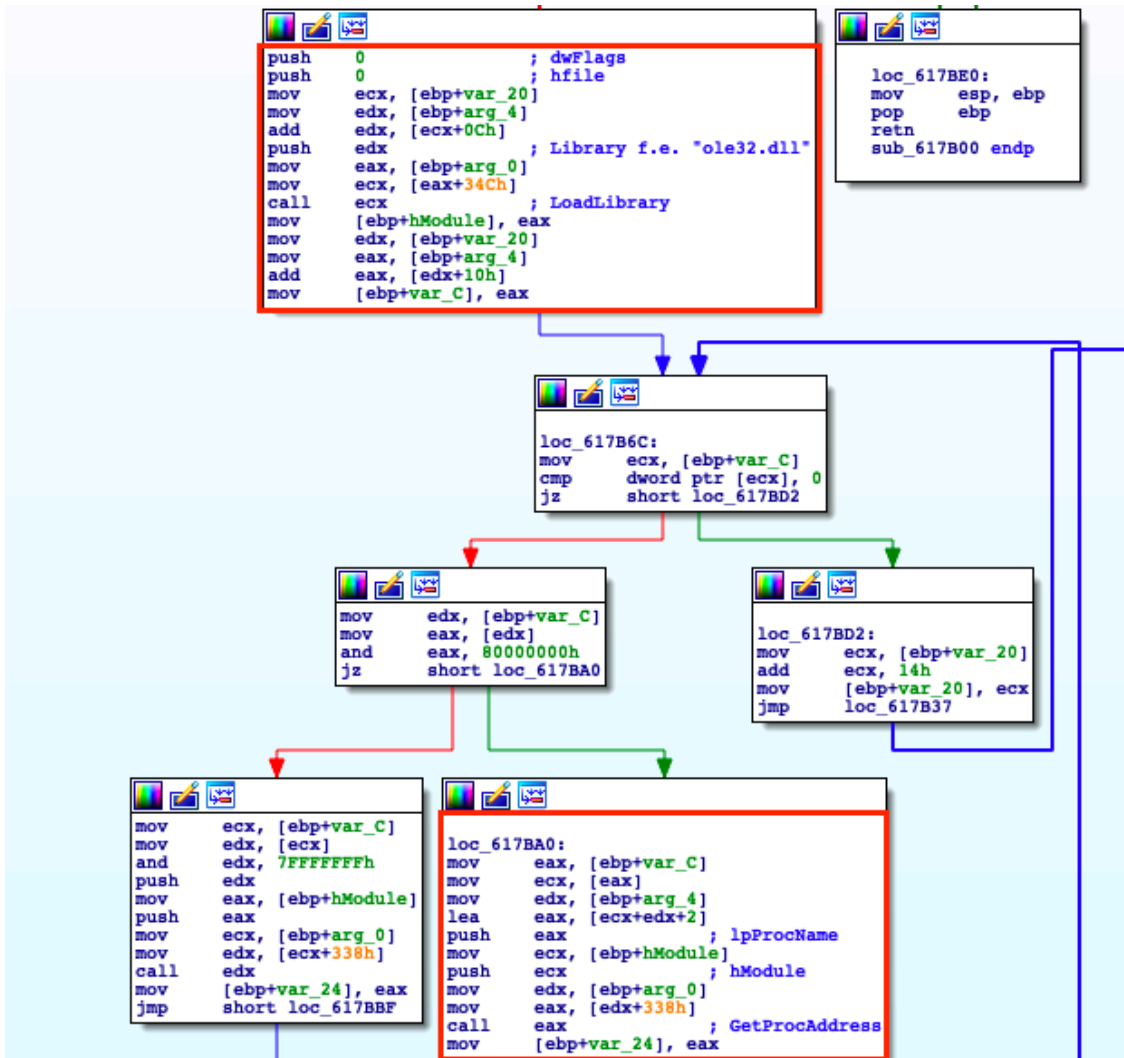 push 0 ; dwFlags
push 0 ; hfile
mov ecx, [ebp+var_20]
mov edx, [ebp+arg_4]
add edx, [ecx+0Ch]
push edx ; Library f.e. "ole32.dll"
mov eax, [ebp+arg_0]
mov ecx, [eax+34Ch]
call ecx ; LoadLibrary
mov [ebp+hModule], eax
mov edx, [ebp+var_20]
mov eax, [ebp+arg_4]
add eax, [edx+10h]
mov [ebp+var_C], eax
loc_617BE0:
mov esp, ebp
pop ebp
retn
sub_617B00 endp
loc_617B6C:
mov ecx, [ebp+var_C]
cmp dword ptr [ecx], 0
jz short loc_617BD2
mov edx, [ebp+var_C]
mov eax, [edx]
and eax, 80000000h
jz short loc_617BA0
loc_617BD2:
mov ecx, [ebp+var_20]
add ecx, 14h
mov [ebp+var_20], ecx
jmp loc_617B37
mov ecx, [ebp+var_C]
mov edx, [ecx]
and edx, 7FFFFFFFh
push edx
mov eax, [ebp+hModule]
push eax
mov ecx, [ebp+arg_0]
mov edx, [ecx+338h]
call edx
mov [ebp+var_24], eax
jmp short loc_617BBF
loc_617BA0:
mov eax, [ebp+var_C]
mov ecx, [eax]
mov edx, [ebp+arg_4]
lea eax, [ecx+edx+2]
push eax ; lpProcName
mov ecx, [ebp+hModule]
push ecx ; hModule
mov edx, [ebp+arg_0]
mov eax, [edx+338h]
call eax ; GetProcAddress
mov [ebp+var_24], eax